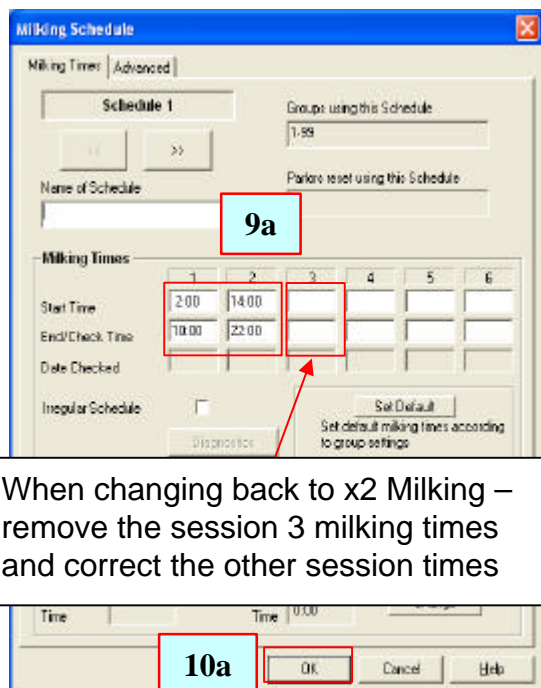 Milking Schedule
Milking Times Advanced
Schedule 1
Groups using this Schedule
1-99
<< >>
Parlors reset using this Schedule
Name of Schedule
9a
Milking Times
1 2 3 4 5 6
Start Time 2:00 14:00
End/Check Time 10:00 22:00
Date Checked
Irregular Schedule
Set Default
Set default milking times according
to group settings
Diagnostics
When changing back to x2 Milking –
remove the session 3 milking times
and correct the other session times
Time Time 0:00
10a
OK Cancel Help